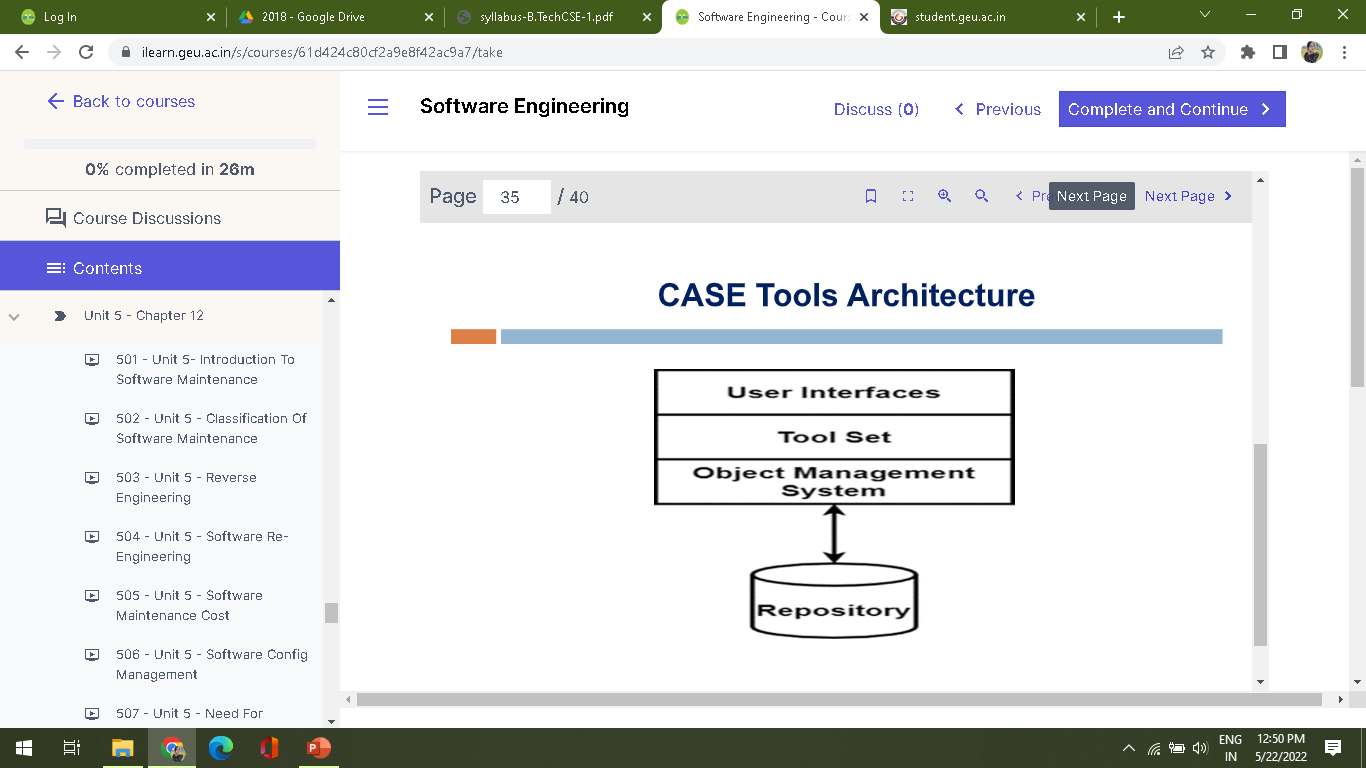 Log In
2018 - Google Drive
syllabus-B.TechCSE-1.pdf
Software Engineering - Cour
student.geu.ac.in
ilearn.geu.ac.in/s/courses/61d424c80cf2a9e8f42ac9a7/take
Back to courses
0% completed in 26m
Course Discussions
Contents
Unit 5 - Chapter 12
501 - Unit 5- Introduction To
Software Maintenance
502 - Unit 5 - Classification Of
Software Maintenance
503 - Unit 5 - Reverse
Engineering
504 - Unit 5 - Software Re-
Engineering
505 - Unit 5 - Software
Maintenance Cost
506 - Unit 5 - Software Config
Management
507 - Unit 5 - Need For
Software Engineering
Discuss (0)
Previous
Complete and Continue
Page 35 / 40
Pre
Next Page
Next Page
CASE Tools Architecture
User Interfaces
Tool Set
Object Management
System
Repository
ENG
IN
12:50 PM
5/22/2022